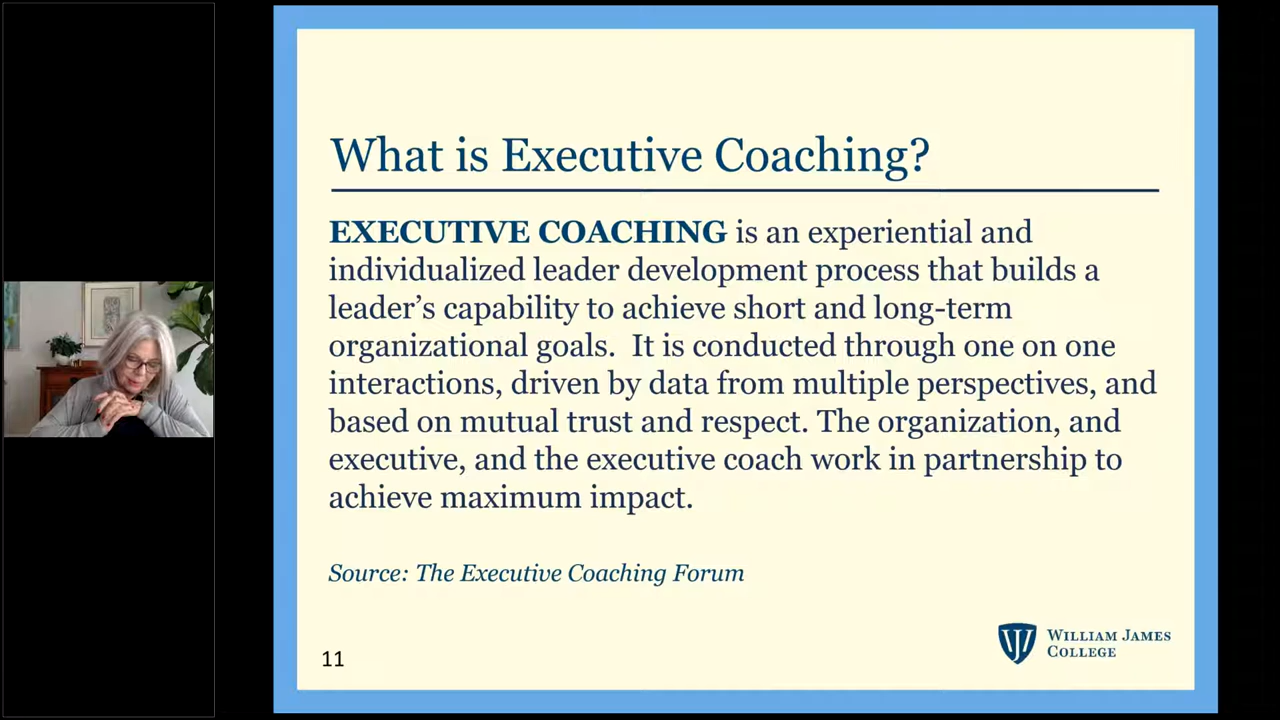 What is Executive Coaching?
EXECUTIVE COACHING is an experiential and
individualized leader development process that builds a
leader’s capability to achieve short and long-term
organizational goals.  It is conducted through one on one
interactions, driven by data from multiple perspectives, and
based on mutual trust and respect. The organization, and
executive, and the executive coach work in partnership to
achieve maximum impact.
Source: The Executive Coaching Forum
11
WILLIAM JAMES
COLLEGE